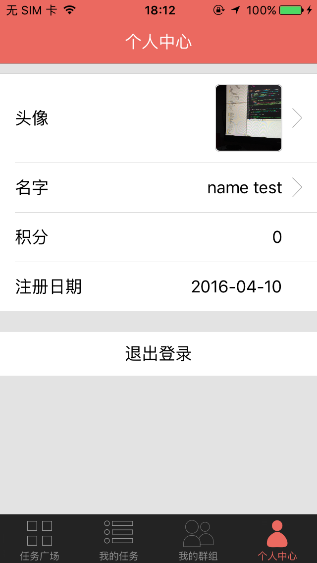 无 SIM 卡 18:12 100%
个人中心
头像
名字 name test
积分 0
注册日期 2016-04-10
退出登录
任务广场 我的任务 我的群组 个人中心